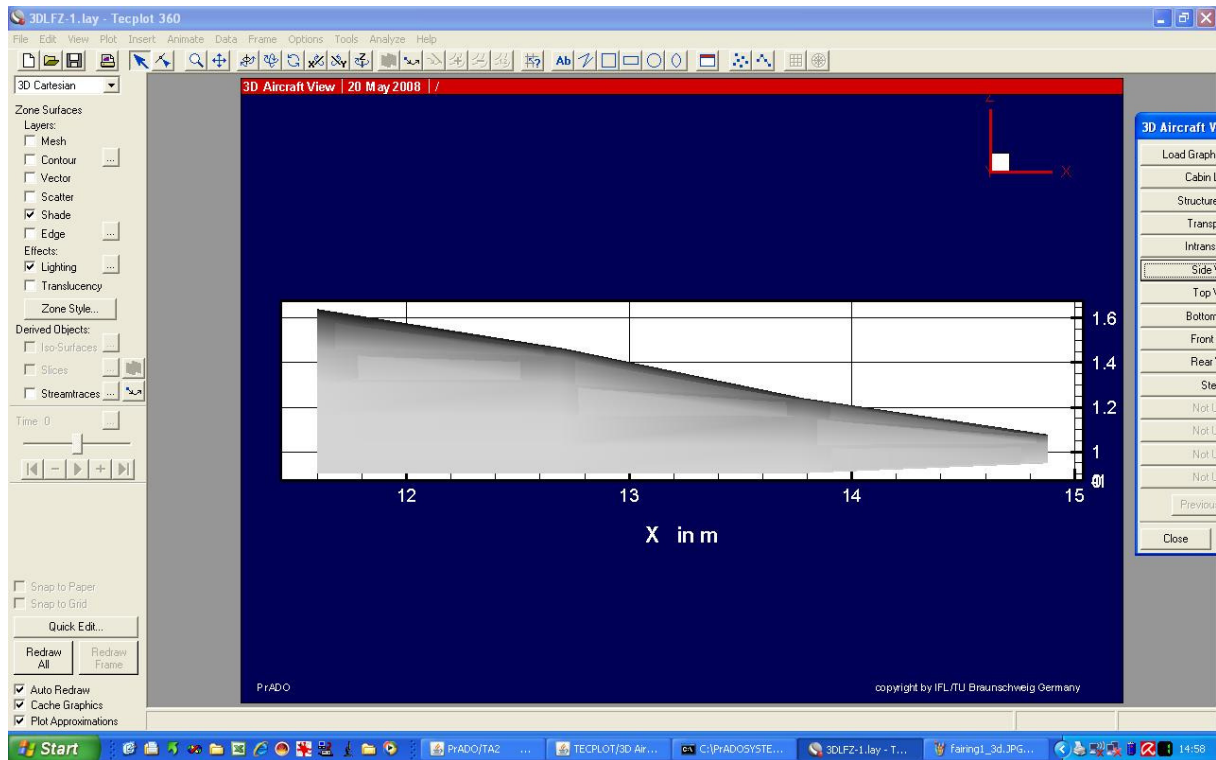 3DLFZ-1.lay - Tecplot 360
File Edit View Plot Insert Animate Data Frame Options Tools Analyze Help
3D Cartesian
Zone Surfaces
Layers:
Mesh
Contour ...
Vector
Scatter
Shade
Edge ...
Effects:
Lighting ...
Translucency
Zone Style...
Derived Objects:
Iso-Surfaces ...
Slices ...
Streamtraces ...
Time 0 ...
Snap to Paper
Snap to Grid
Quick Edit...
Redraw All
Redraw Frame
Auto Redraw
Cache Graphics
Plot Approximations
Ab
3D Aircraft View | 20 May 2008 | /
Z
X
1.6
1.4
1.2
1
12 13 14 15
X in m
PrADO
copyright by IFL/TU Braunschweig Germany
3D Aircraft V
Load Graph
Cabin L
Structure
Transp
Intrans
Side V
Top V
Bottom
Front
Rear
Ste
Not U
Not U
Not U
Not U
Previou
Close
Start
PrADO/TA2 ...
TECPLOT/3D Air...
C:\PrADOSYSTE...
3DLFZ-1.lay - T...
fairing1_3d.JPG...
14:58